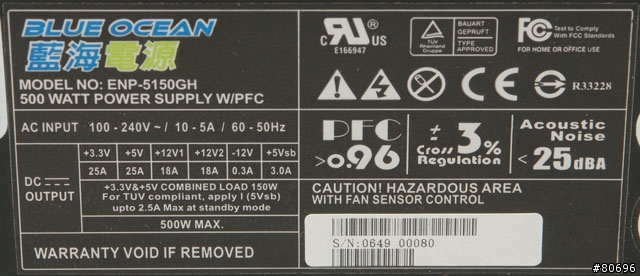 BLUE OCEAN
藍海電源
MODEL NO: ENP-5150GH
500 WATT POWER SUPPLY W/PFC
c RU US
E166947
TÜV
Rheinland
Group
BAUART
GEPRÜFT
TYPE
APPROVED
FC Test to Comply
With FCC Standards
FOR HOME OR OFFICE USE
N
CE
R33228
AC INPUT 100 - 240V ~ / 10 - 5A / 60 - 50Hz
DC
OUTPUT
+3.3V +5V +12V1 +12V2 -12V +5Vsb
25A 25A 18A 18A 0.3A 3.0A
+3.3V&+5V COMBINED LOAD 150W
For TUV compliant, apply I (5Vsb)
upto 2.5A Max at standby mode
500W MAX.
WARRANTY VOID IF REMOVED
PFC
>0.96
± 3%
Cross Regulation
Acoustic
Noise
< 25dBA
CAUTION! HAZARDOUS AREA
WITH FAN SENSOR CONTROL
S/N:0649 00080
#80696